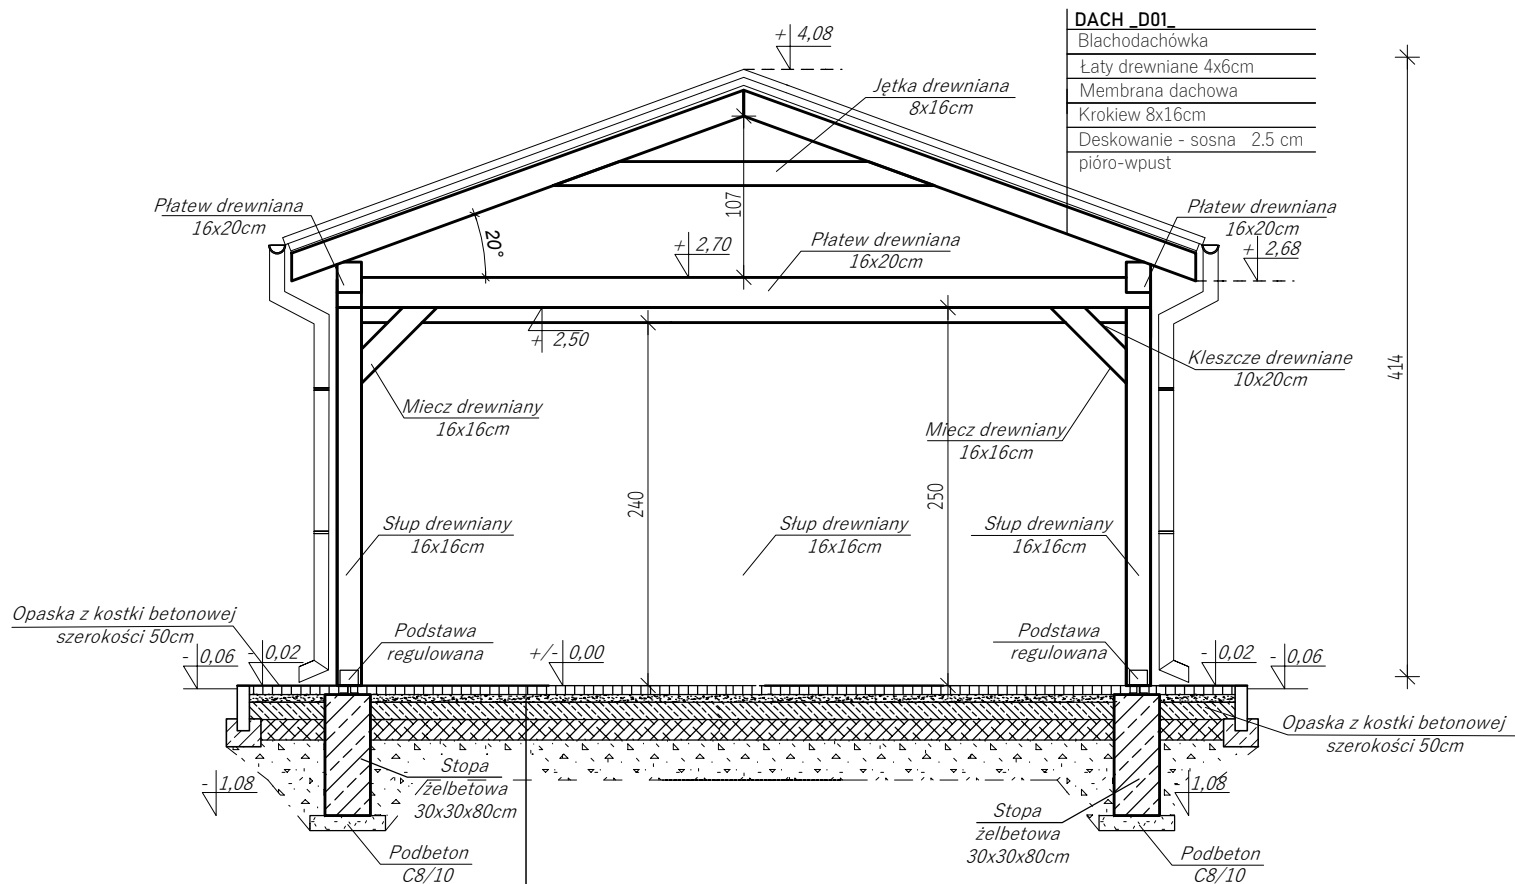 DACH _D01_
Blachodachówka
Łaty drewniane 4x6cm
Membrana dachowa
Krokiew 8x16cm
Deskowanie - sosna 2.5 cm
pióro-wpust
+ 4,08
Jętka drewniana
8x16cm
107
Płatew drewniana
16x20cm
20°
+ 2,70
Płatew drewniana
16x20cm
Płatew drewniana
16x20cm
+ 2,68
+ 2,50
Kleszcze drewniane
10x20cm
414
Miecz drewniany
16x16cm
Miecz drewniany
16x16cm
240
250
Słup drewniany
16x16cm
Słup drewniany
16x16cm
Słup drewniany
16x16cm
Opaska z kostki betonowej
szerokości 50cm
- 0,06
- 0,02
Podstawa
regulowana
+/- 0,00
Podstawa
regulowana
- 0,02
- 0,06
Opaska z kostki betonowej
szerokości 50cm
- 1,08
Stopa
żelbetowa
30x30x80cm
Stopa
żelbetowa
30x30x80cm
1,08
Podbeton
C8/10
Podbeton
C8/10